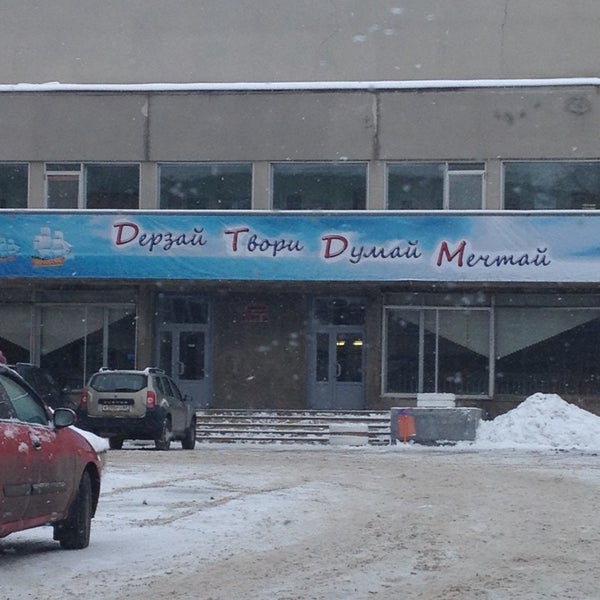 Дерзай Твори Думай Мечтай